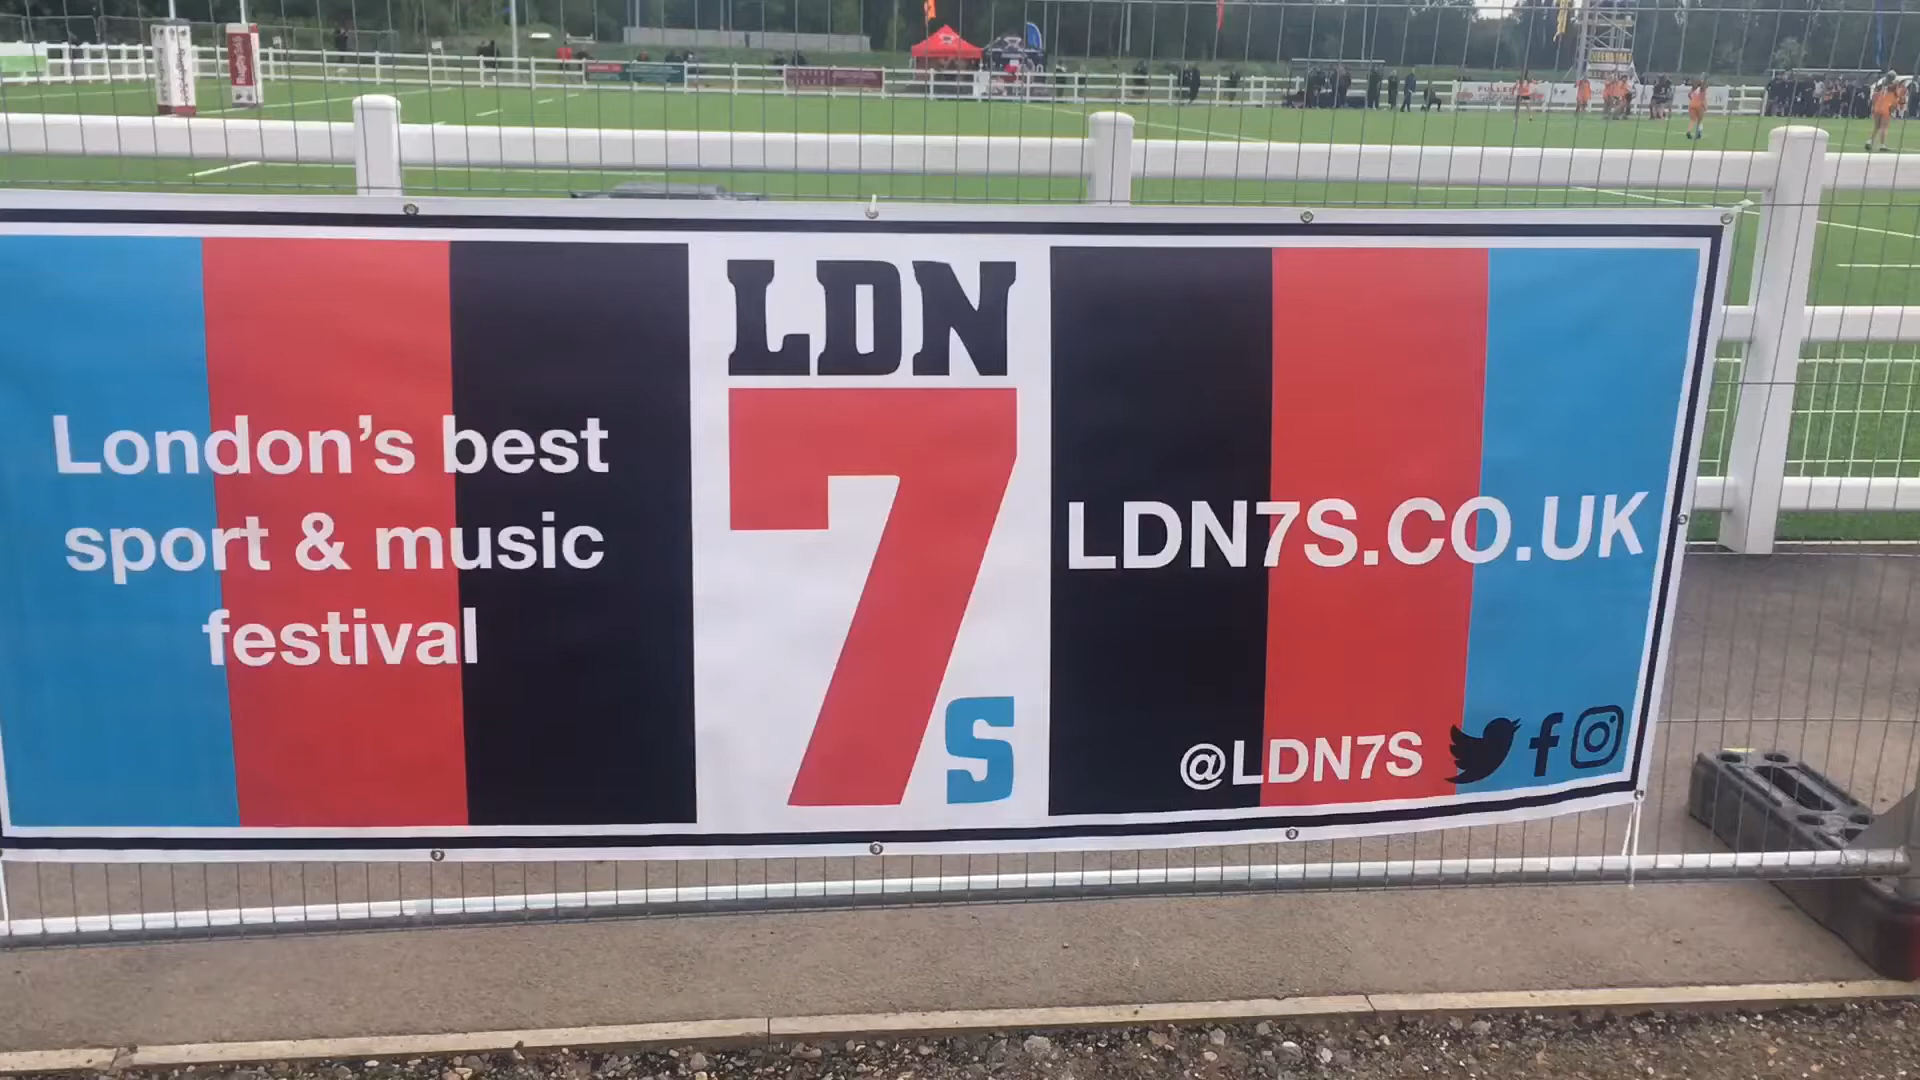 London's best
sport & music
festival
LDN
7
S
LDN7S.CO.UK
@LDN7S